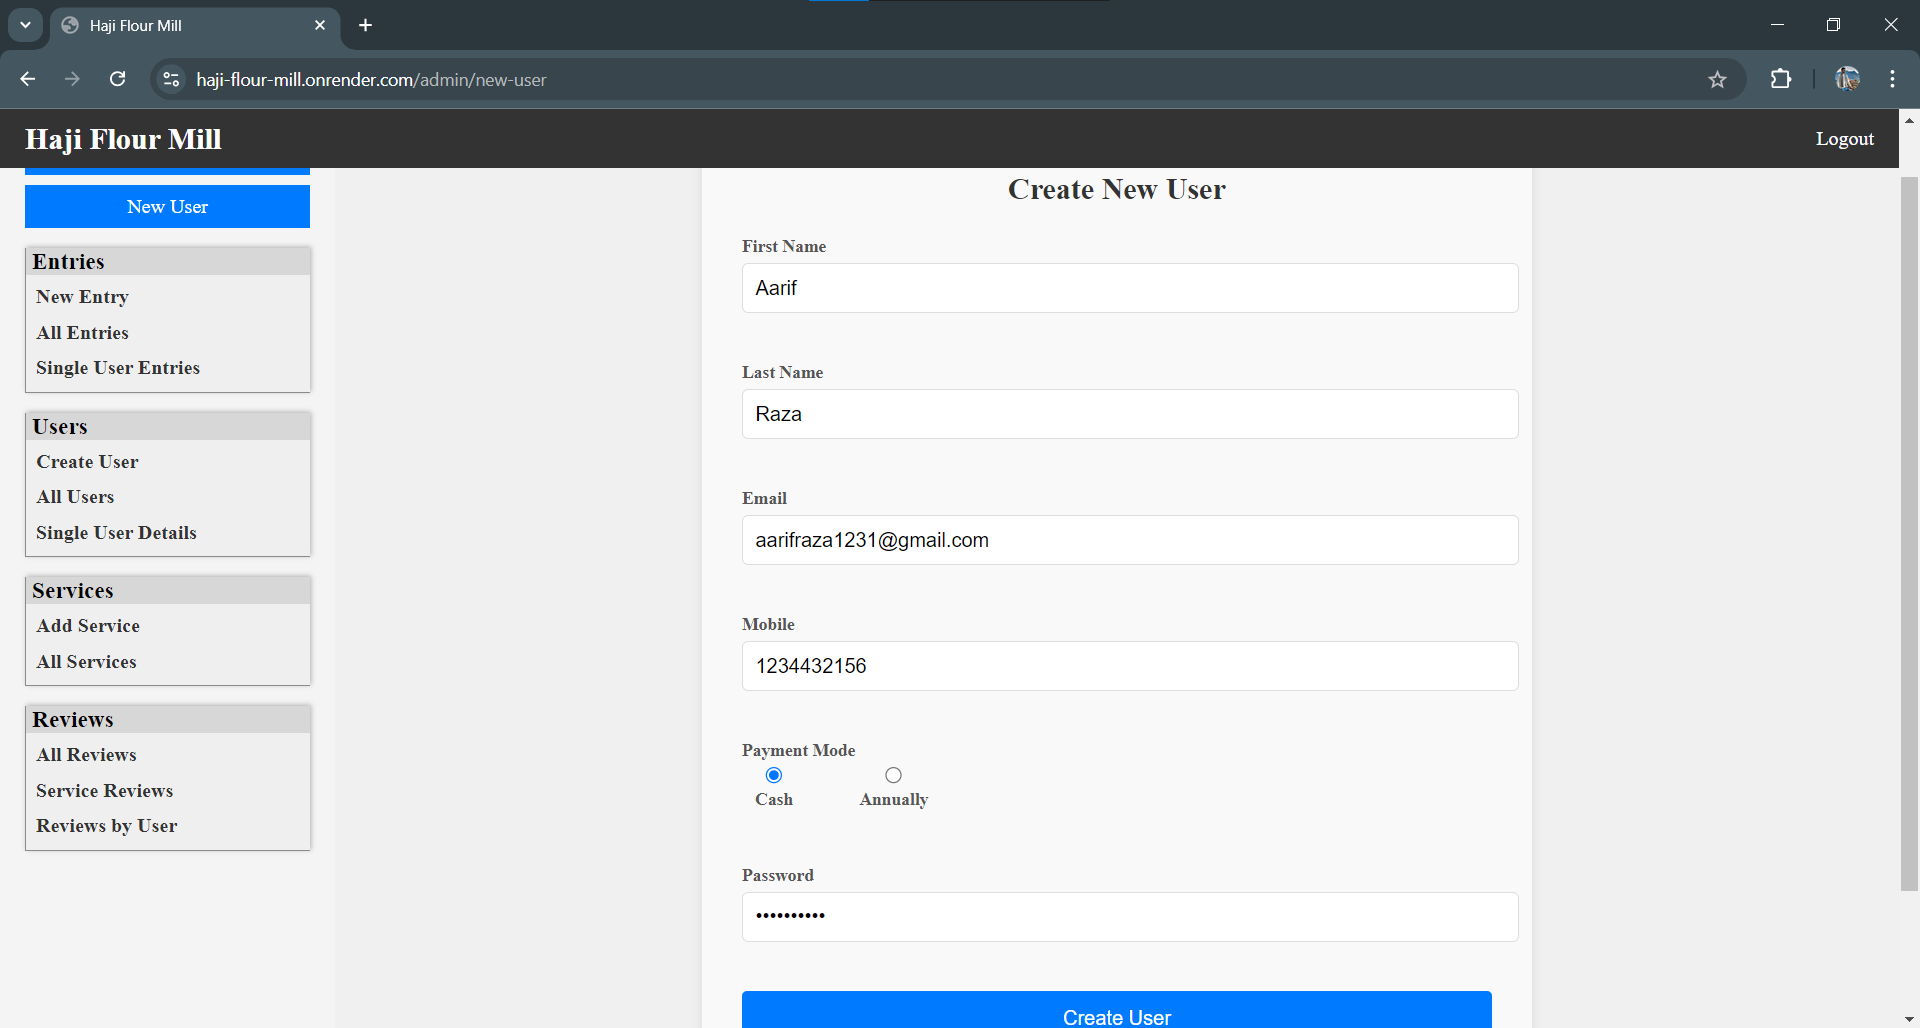 Haji Flour Mill
haji-flour-mill.onrender.com/admin/new-user
Haji Flour Mill
Logout
New User
Entries
New Entry
All Entries
Single User Entries
Users
Create User
All Users
Single User Details
Services
Add Service
All Services
Reviews
All Reviews
Service Reviews
Reviews by User
Create New User
First Name
Aarif
Last Name
Raza
Email
aarifraza1231@gmail.com
Mobile
1234432156
Payment Mode
Cash
Annually
Password
••••••••••
Create User